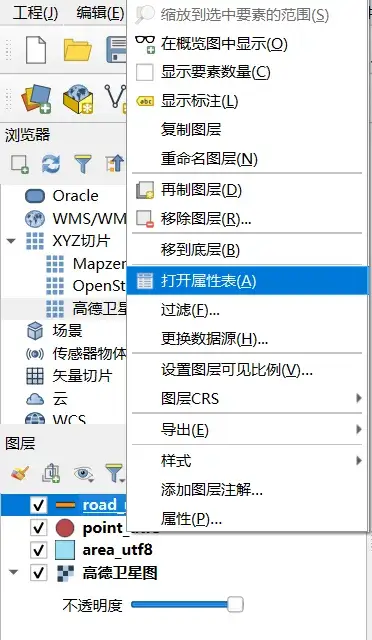 工程(J) 编辑(E)
浏览器
Oracle
WMS/WM
XYZ切片
Mapzer
OpenSt
高德卫星
场景
传感器物体
矢量切片
云
WCS
图层
point_utf8
area_utf8
高德卫星图
不透明度
缩放到选中要素的范围(S)
在概览图中显示(O)
显示要素数量(C)
abc
显示标注(L)
复制图层
重命名图层(N)
再制图层(D)
移除图层(R)...
移到底层(B)
打开属性表(A)
过滤(F)...
更换数据源(H)...
设置图层可见比例(V)...
图层CRS
导出(E)
样式
添加图层注解...
属性(P)...